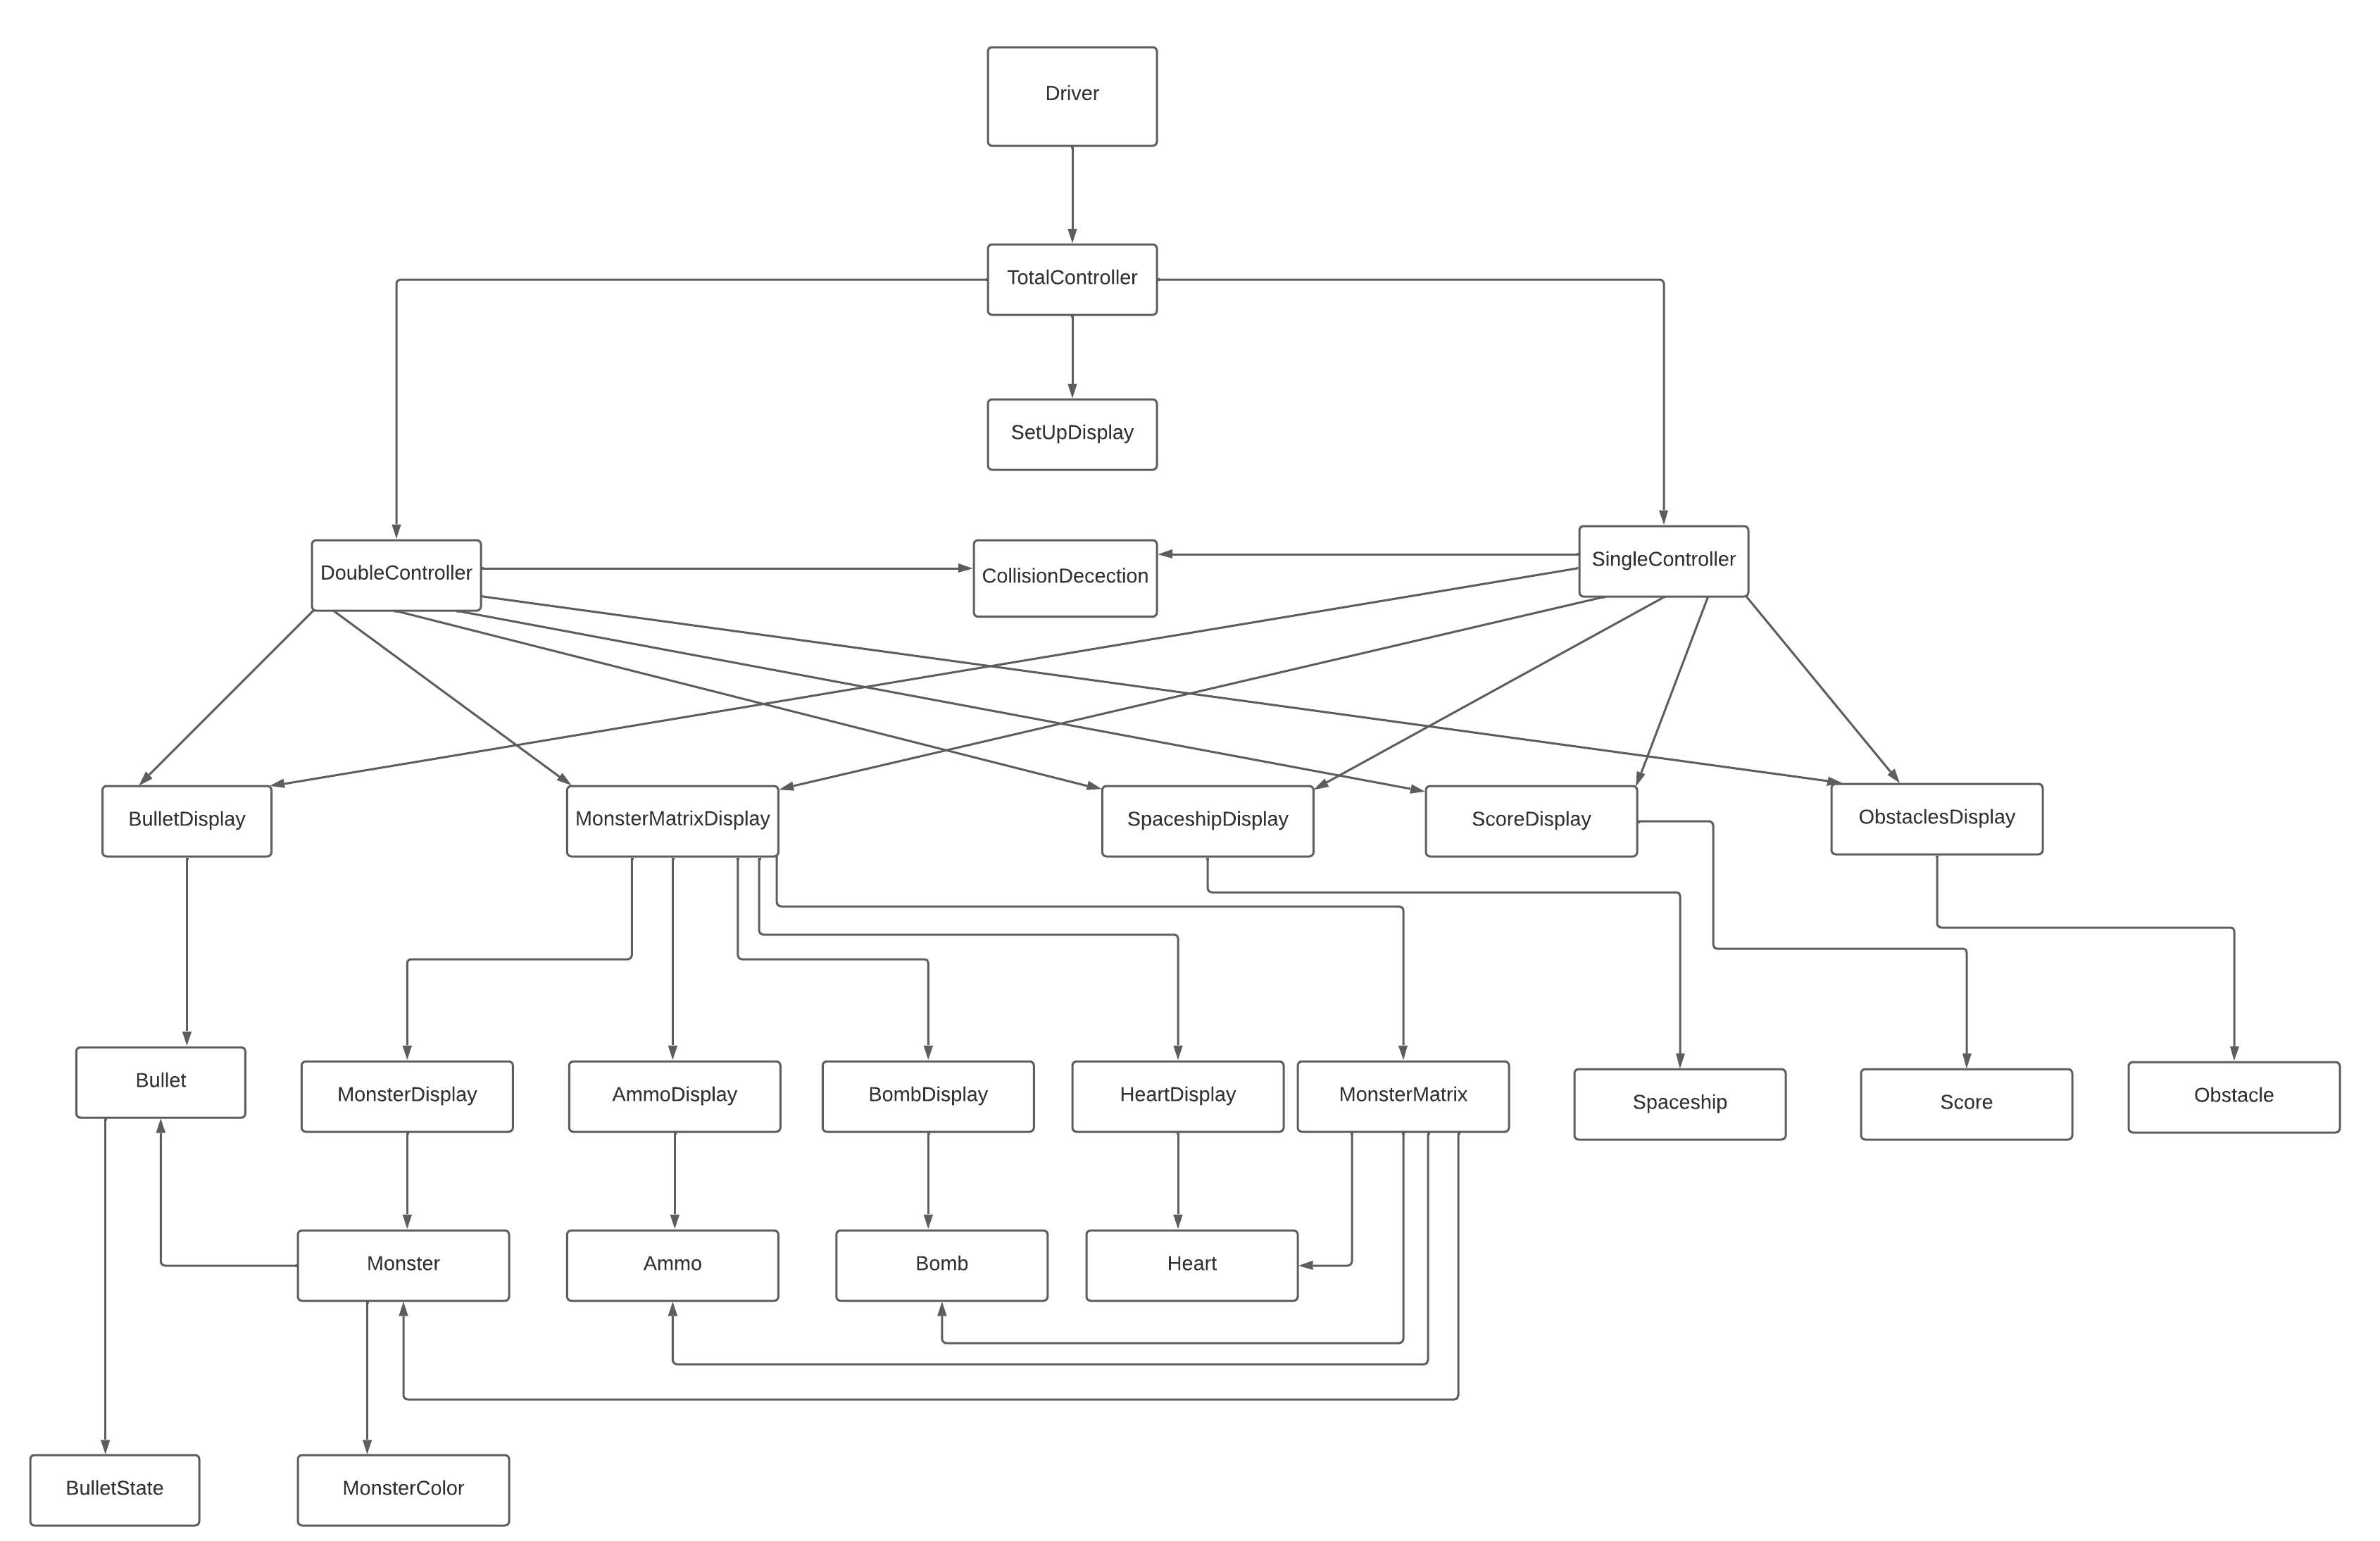 Driver
TotalController
SetUpDisplay
DoubleController
CollisionDecection
SingleController
BulletDisplay
MonsterMatrixDisplay
SpaceshipDisplay
ScoreDisplay
ObstaclesDisplay
Bullet
MonsterDisplay
AmmoDisplay
BombDisplay
HeartDisplay
MonsterMatrix
Spaceship
Score
Obstacle
Monster
Ammo
Bomb
Heart
BulletState
MonsterColor